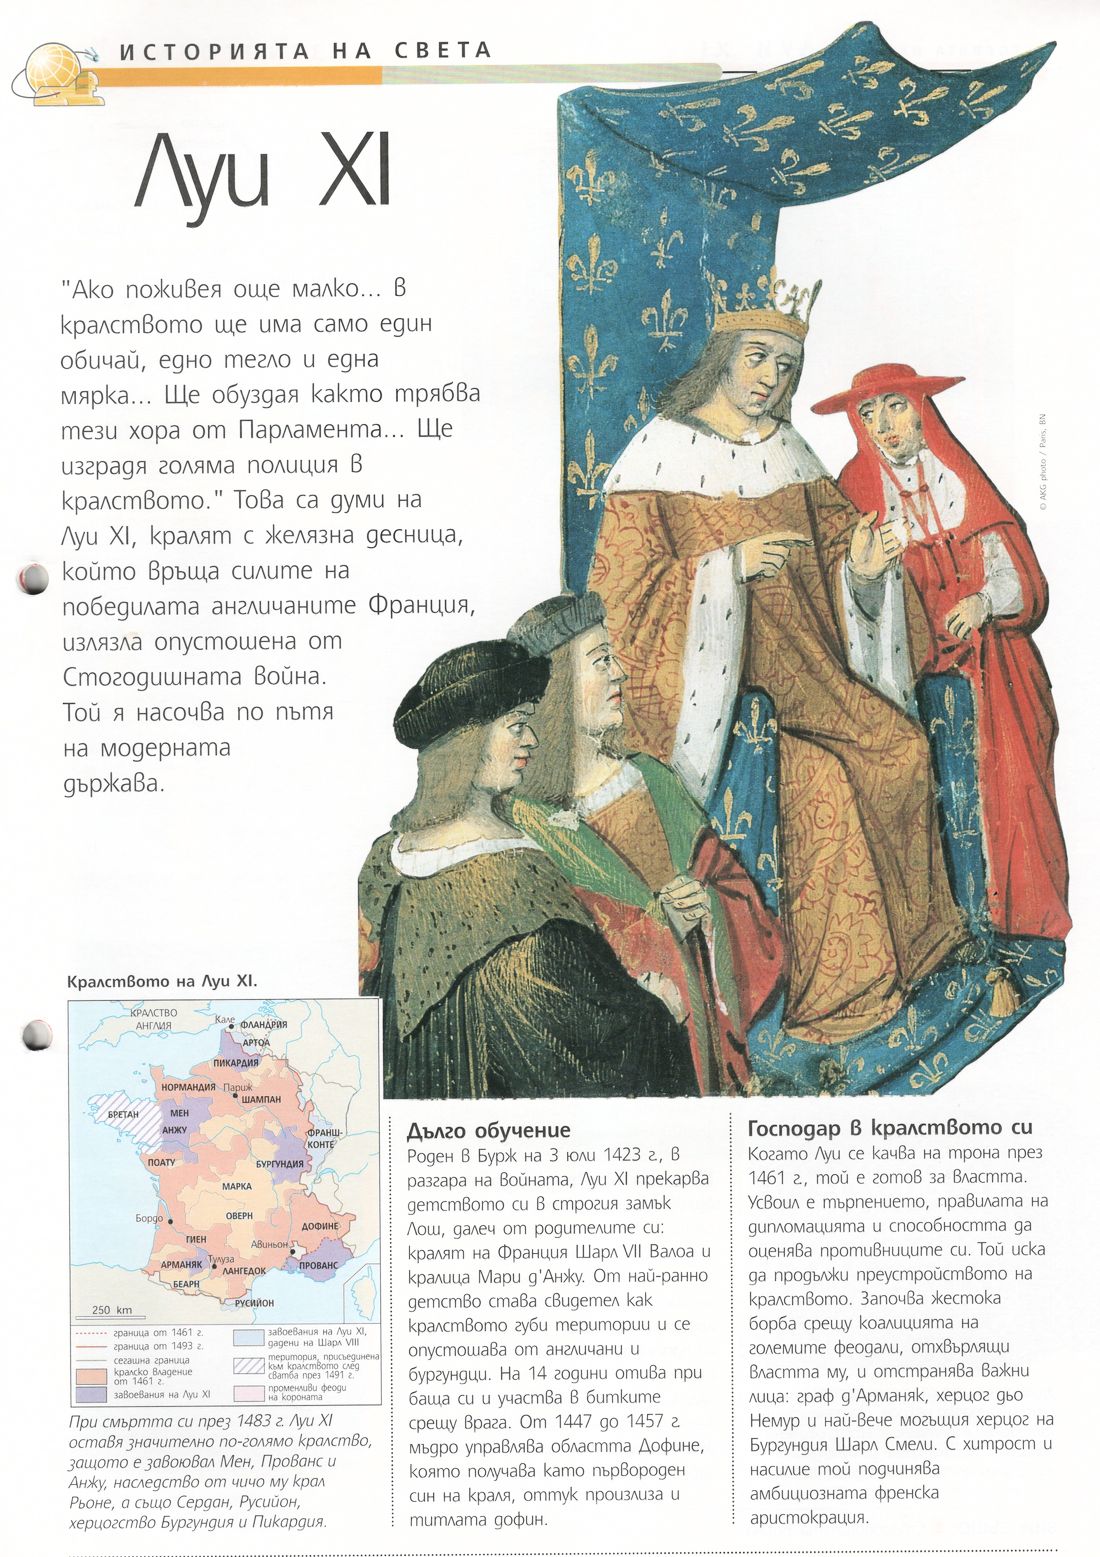 ИСТОРИЯТА НА СВЕТА
Луи XI
"Ако поживея още малко... в
кралството ще има само един
обичай, едно тегло и една
мярка... Ще обуздая както трябва
тези хора от Парламента... Ще
изградя голяма полиция в
кралството." Това са думи на
Луи XI, кралят с желязна десница,
който връща силите на
победилата англичаните Франция,
излязла опустошена от
Стогодишната война.
Той я насочва по пътя
на модерната
държава.
© AKG photo / Paris, BN
Кралството на Луи XI.
КРАЛСТВО
АНГЛИЯ
Кале
ФЛАНДРИЯ
АРТОА
ПИКАРДИЯ
НОРМАНДИЯ
Париж
ШАМПАН
БРЕТАН
МЕН
АНЖУ
ФРАНШ-
КОНТЕ
ПОАТУ
БУРГУНДИЯ
МАРКА
ОВЕРН
Бордо
ДОФИНЕ
ГИЕН
Авиньон
АРМАНЯК
Тулуза
ЛАНГЕДОК
ПРОВАНС
БЕАРН
РУСИЙОН
250 km
граница от 1461 г.
граница от 1493 г.
сегашна граница
кралско владение
от 1461 г.
завоевания на Луи XI
завоевания на Луи XI,
дадени на Шарл VIII
територия, присъединена
към кралството след
сватба през 1491 г.
променливи феоди
на короната
При смъртта си през 1483 г. Луи XI
оставя значително по-голямо кралство,
защото е завоювал Мен, Прованс и
Анжу, наследство от чичо му крал
Рьоне, а също Сердан, Русийон,
херцогство Бургундия и Пикардия.
Дълго обучение
Роден в Бурж на 3 юли 1423 г., в
разгара на войната, Луи XI прекарва
детството си в строгия замък
Лош, далеч от родителите си:
кралят на Франция Шарл VII Валоа и
кралица Мари д'Анжу. От най-ранно
детство става свидетел как
кралството губи територии и се
опустошава от англичани и
бургундци. На 14 години отива при
баща си и участва в битките
срещу врага. От 1447 до 1457 г.
мъдро управлява областта Дофине,
която получава като първороден
син на краля, оттук произлиза и
титлата дофин.
Господар в кралството си
Когато Луи се качва на трона през
1461 г., той е готов за властта.
Усвоил е търпението, правилата на
дипломацията и способността да
оценява противниците си. Той иска
да продължи преустройството на
кралството. Започва жестока
борба срещу коалицията на
големите феодали, отхвърлящи
властта му, и отстранява важни
лица: граф д'Арманяк, херцог дьо
Немур и най-вече могъщия херцог на
Бургундия Шарл Смели. С хитрост и
насилие той подчинява
амбициозната френска
аристокрация.